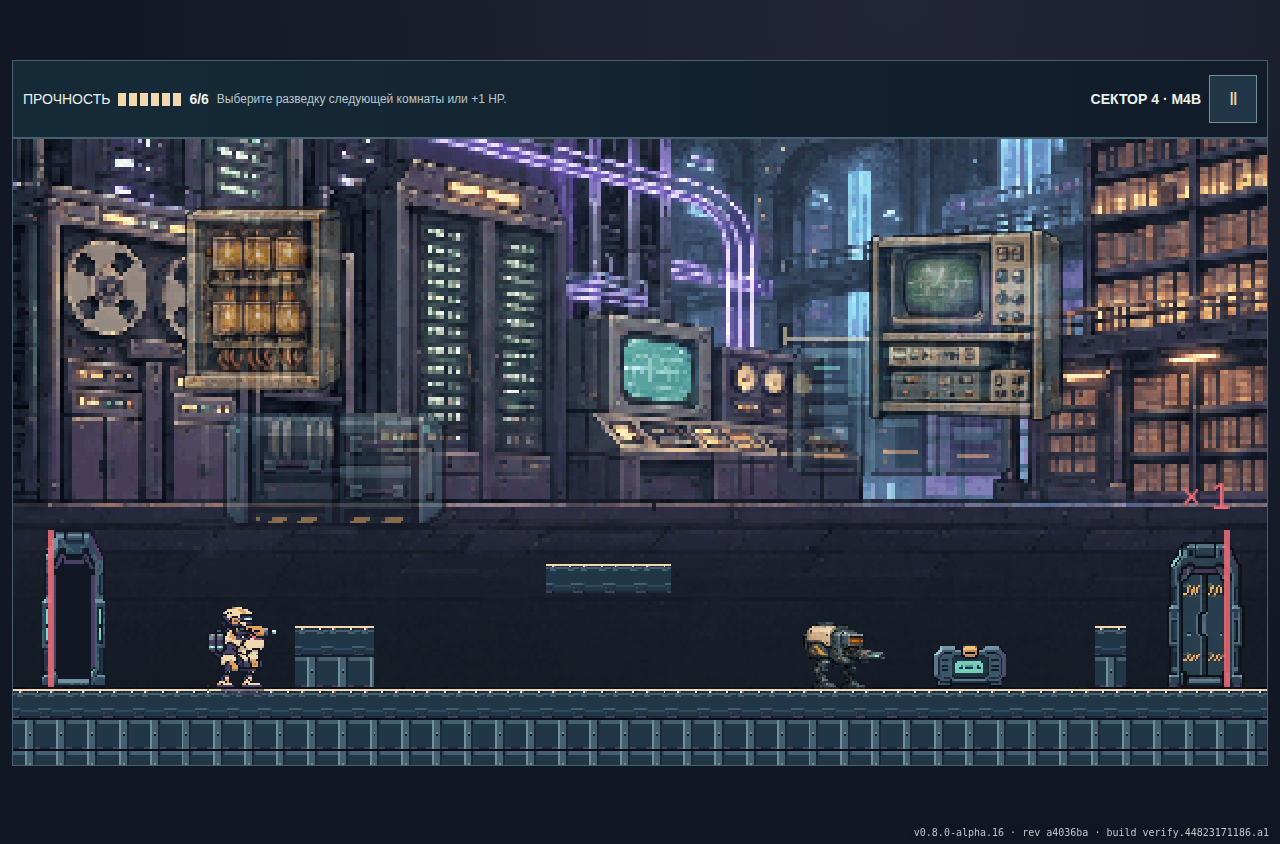 ПРОЧНОСТЬ 6/6 Выберите разведку следующей комнаты или +1 HP.
СЕКТОР 4 · M4B
II
× 1
v0.8.0-alpha.16 · rev a4036ba · build verify.44823171186.a1